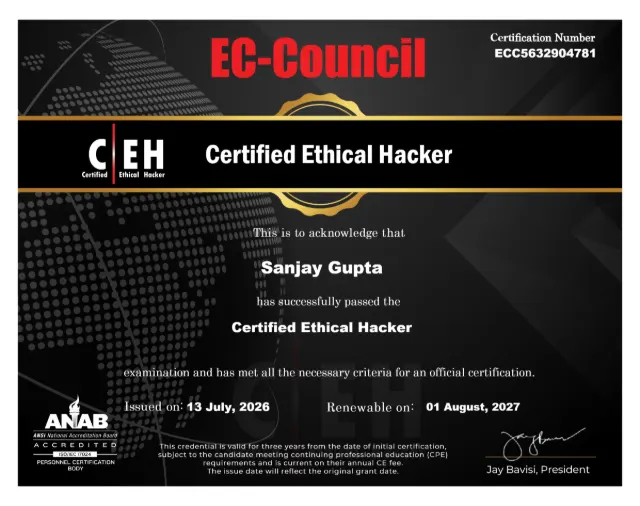 EC-Council
Certification Number
ECC5632904781
C|EH
Certified Ethical Hacker
Certified Ethical Hacker
This is to acknowledge that
Sanjay Gupta
has successfully passed the
Certified Ethical Hacker
examination and has met all the necessary criteria for an official certification.
Issued on: 13 July, 2026
Renewable on: 01 August, 2027
ANAB
ANSI National Accreditation Board
ACCREDITED
ISO/IEC 17024
PERSONNEL CERTIFICATION
BODY
This credential is valid for three years from the date of initial certification,
subject to the candidate meeting continuing professional education (CPE)
requirements and is current on their annual CE fee.
The issue date will reflect the original grant date.
Jay Bavisi, President